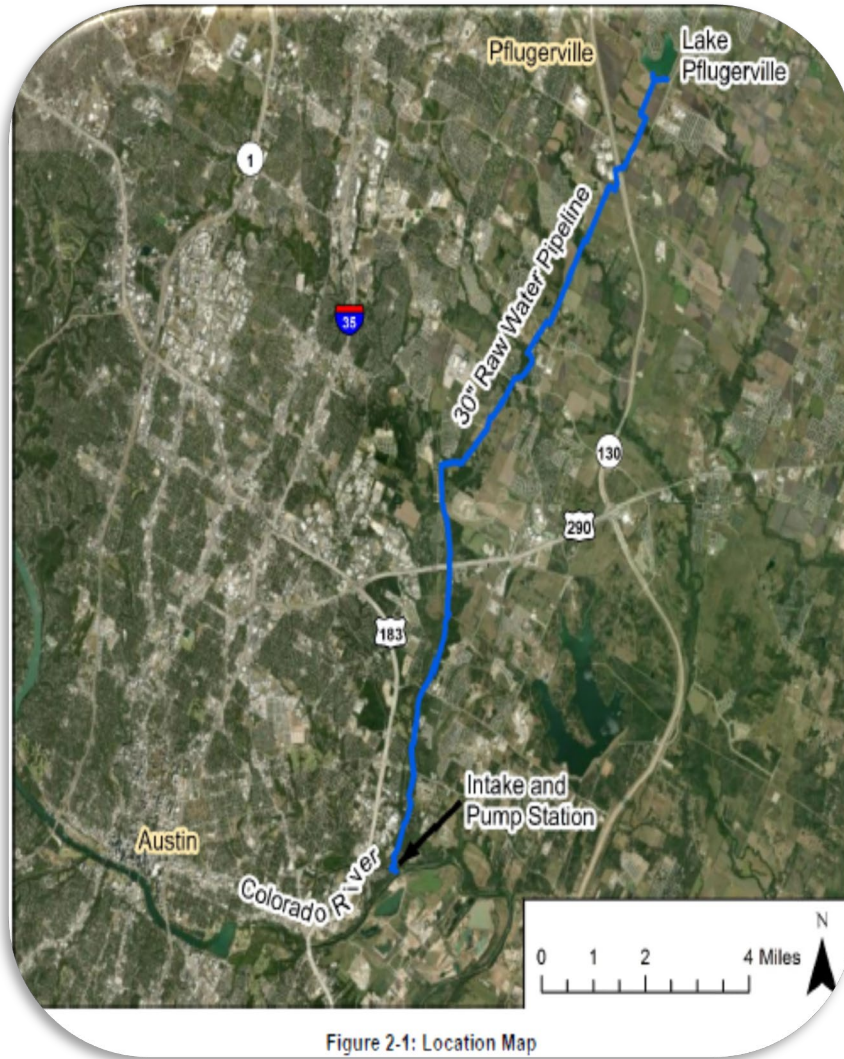 Pflugerville
Lake
Pflugerville
1
30" Raw Water Pipeline
35
130
290
183
Intake and
Pump Station
Austin
Colorado River
N
0 1 2 4 Miles
Figure 2-1: Location Map